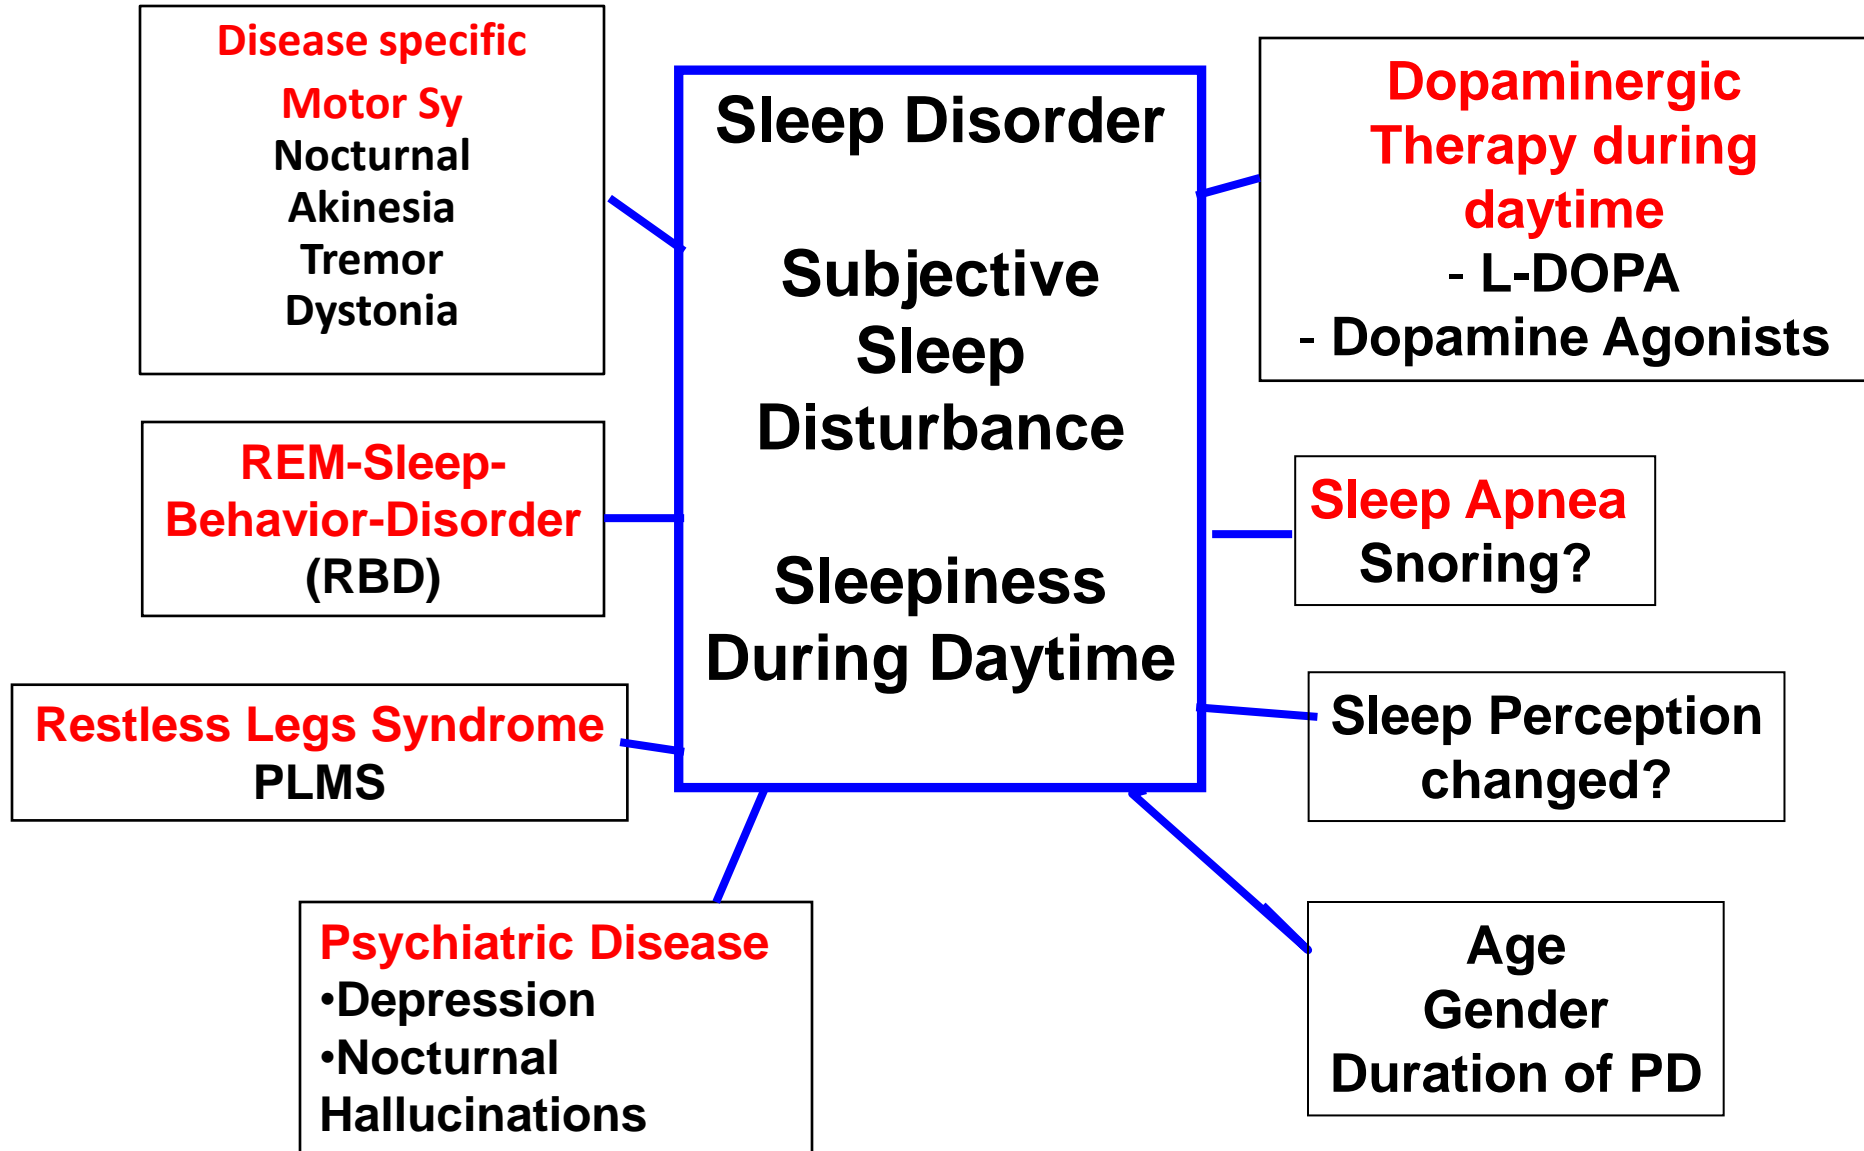 Disease specific
Motor Sy
Nocturnal
Akinesia
Tremor
Dystonia
REM-Sleep-
Behavior-Disorder
(RBD)
Restless Legs Syndrome
PLMS
Psychiatric Disease
•Depression
•Nocturnal
Hallucinations
Sleep Disorder
Subjective
Sleep
Disturbance
Sleepiness
During Daytime
Dopaminergic
Therapy during
daytime
- L-DOPA
- Dopamine Agonists
Sleep Apnea
Snoring?
Sleep Perception
changed?
Age
Gender
Duration of PD